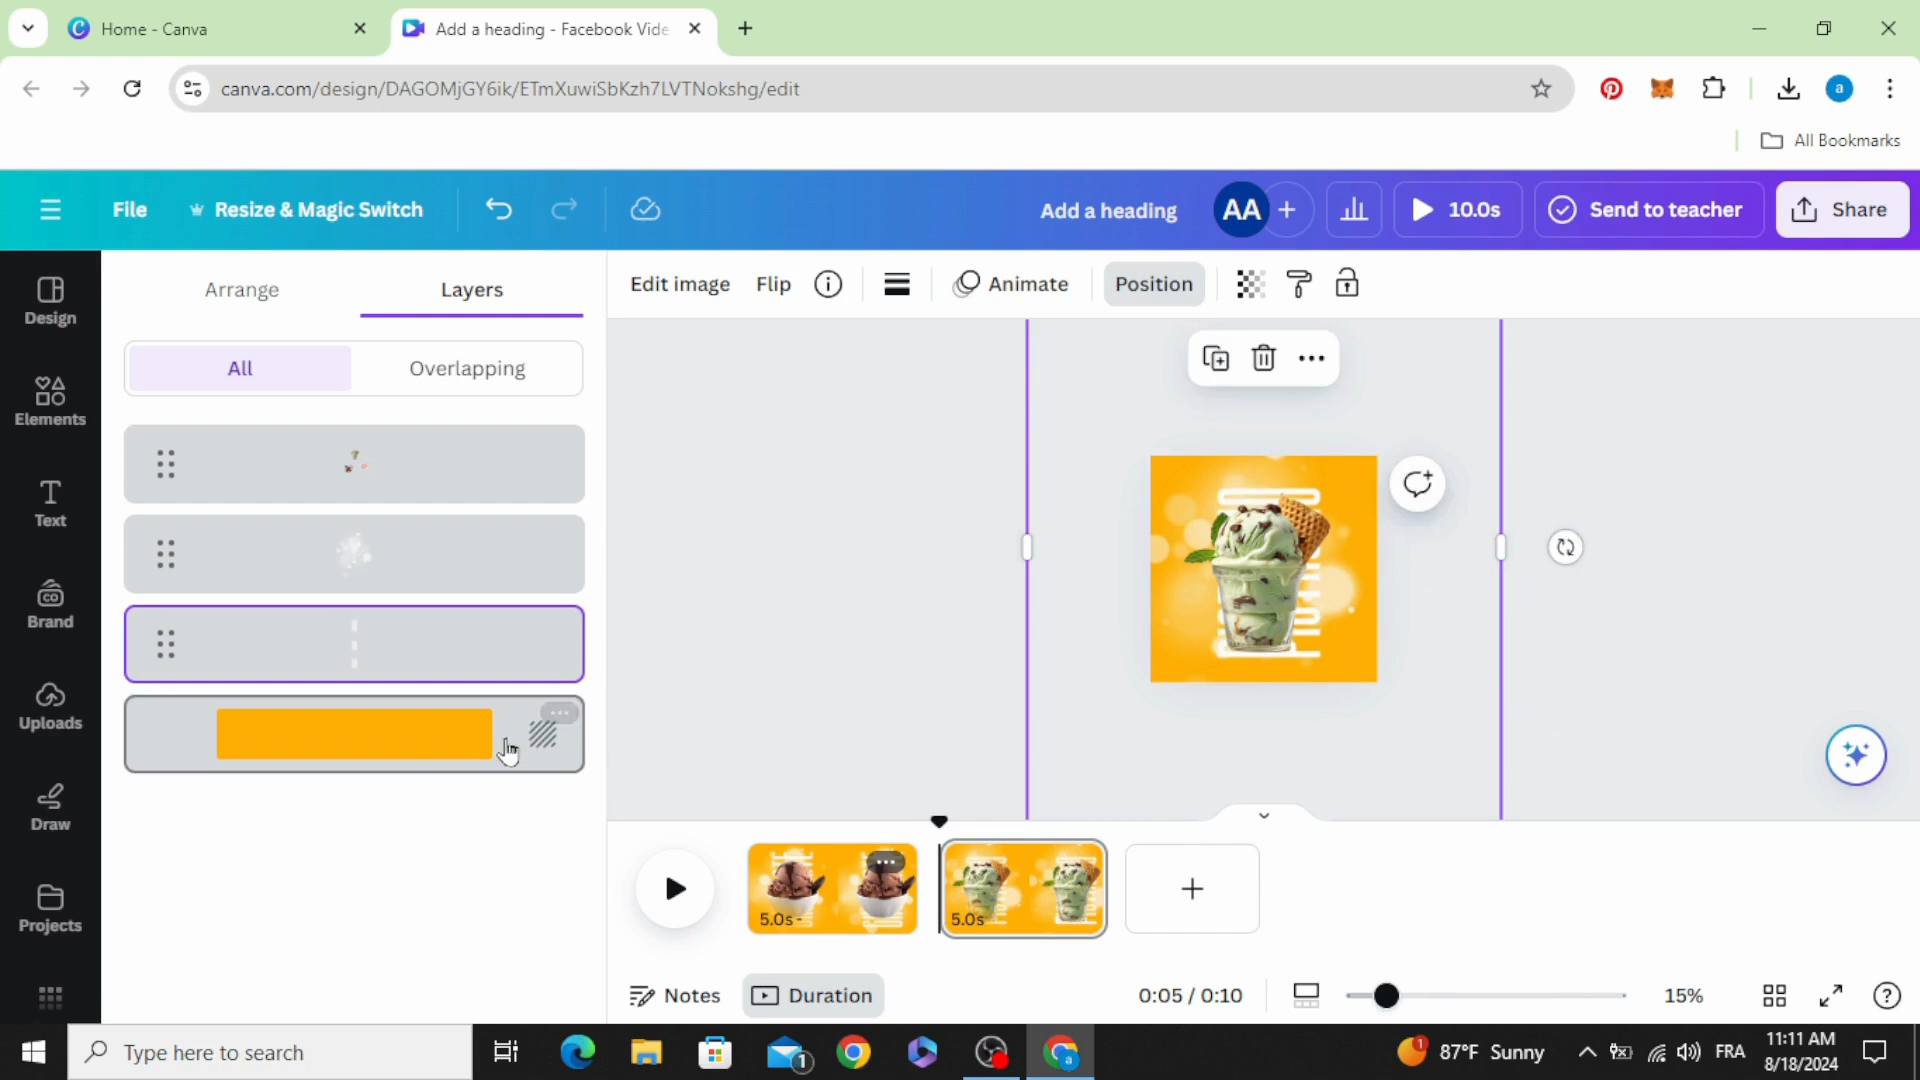 Home - Canva
Add a heading - Facebook Vide
canva.com/design/DAGOMjGY6ik/ETmXuwiSbKzh7LVTNokshg/edit
a
All Bookmarks
File
Resize & Magic Switch
Add a heading
AA
10.0s
Send to teacher
Share
Design
Elements
Text
Brand
Uploads
Draw
Projects
Arrange
Layers
All
Overlapping
Edit image
Flip
Animate
Position
5.0s
5.0s
Notes
Duration
0:05 / 0:10
15%
Type here to search
1
1
87°F Sunny
FRA
11:11 AM
8/18/2024